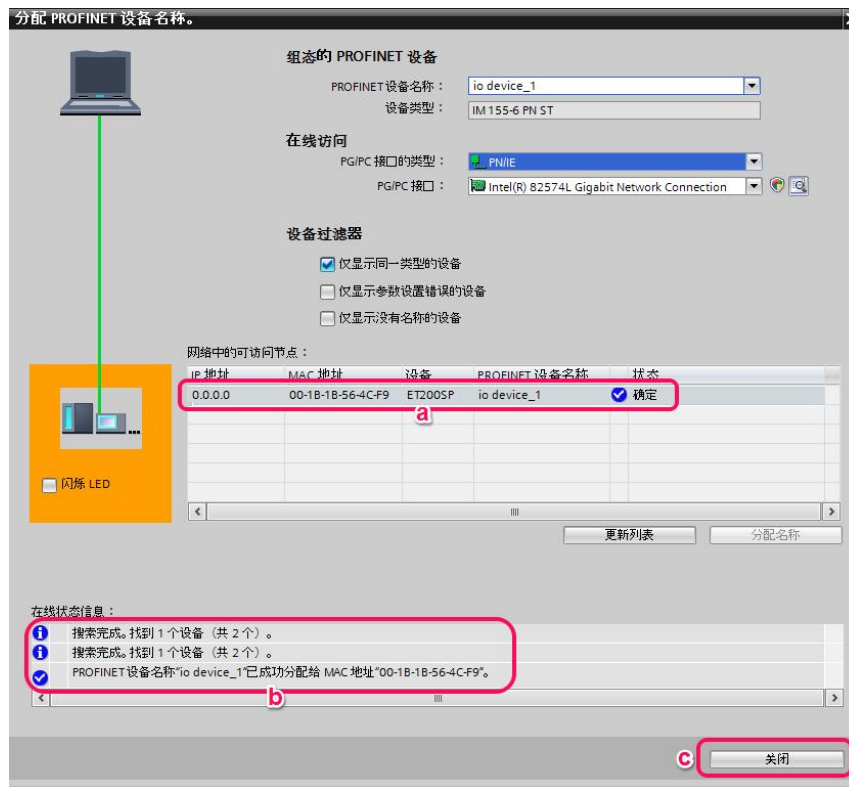 分配 PROFINET 设备名称。
组态的 PROFINET 设备
PROFINET设备名称： io device_1
设备类型： IM 155-6 PN ST
在线访问
PG/PC 接口的类型： PN/IE
PG/PC 接口： Intel(R) 82574L Gigabit Network Connection
设备过滤器
仅显示同一类型的设备
仅显示参数设置错误的设备
仅显示没有名称的设备
网络中的可访问节点：
IP 地址 MAC 地址 设备 PROFINET 设备名称 状态
0.0.0.0 00-1B-1B-56-4C-F9 ET200SP io device_1 确定
a
闪烁 LED
更新列表 分配名称
在线状态信息：
搜索完成。找到 1 个设备（共 2 个）。
搜索完成。找到 1 个设备（共 2 个）。
PROFINET设备名称“io device_1”已成功分配给 MAC 地址“00-1B-1B-56-4C-F9”。
b
c 关闭